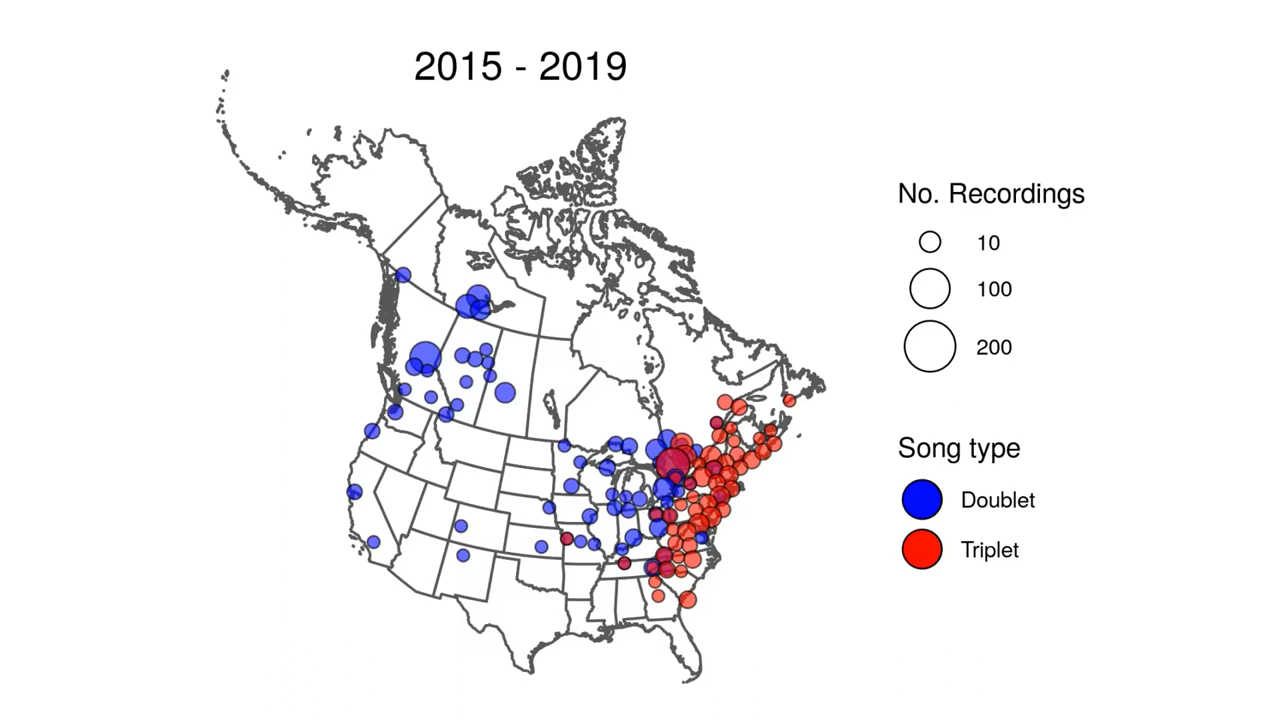 2015 - 2019
No. Recordings
10
100
200
Song type
Doublet
Triplet